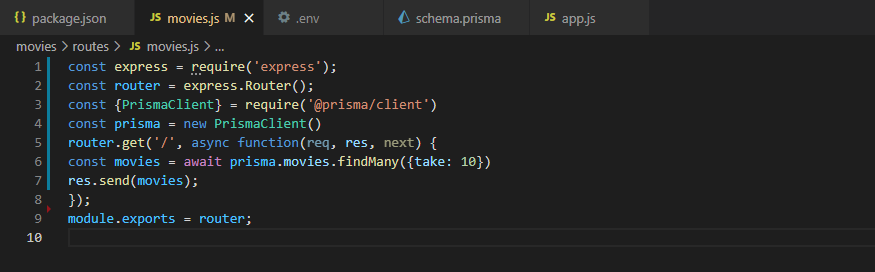 {} package.json
JS movies.js M ×
.env
schema.prisma
JS app.js
movies > routes > JS movies.js > ...
1 const express = require('express');
2 const router = express.Router();
3 const {PrismaClient} = require('@prisma/client')
4 const prisma = new PrismaClient()
5 router.get('/', async function(req, res, next) {
6 const movies = await prisma.movies.findMany({take: 10})
7 res.send(movies);
8 });
9 module.exports = router;
10